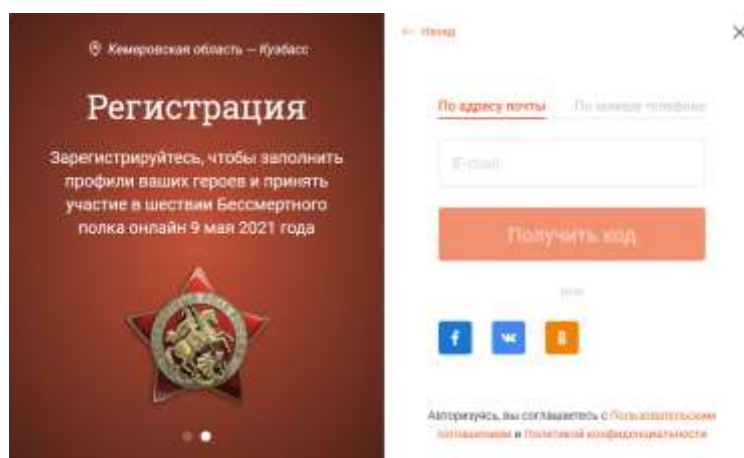 Кемеровская область — Кузбасс
Регистрация
Зарегистрируйтесь, чтобы заполнить
профили ваших героев и принять
участие в шествии Бессмертного
полка онлайн 9 мая 2021 года
← Назад
По адресу почты По номеру телефона
E-mail
Получить код
или
Авторизуясь, вы соглашаетесь с Пользовательским
соглашением и Политикой конфиденциальности